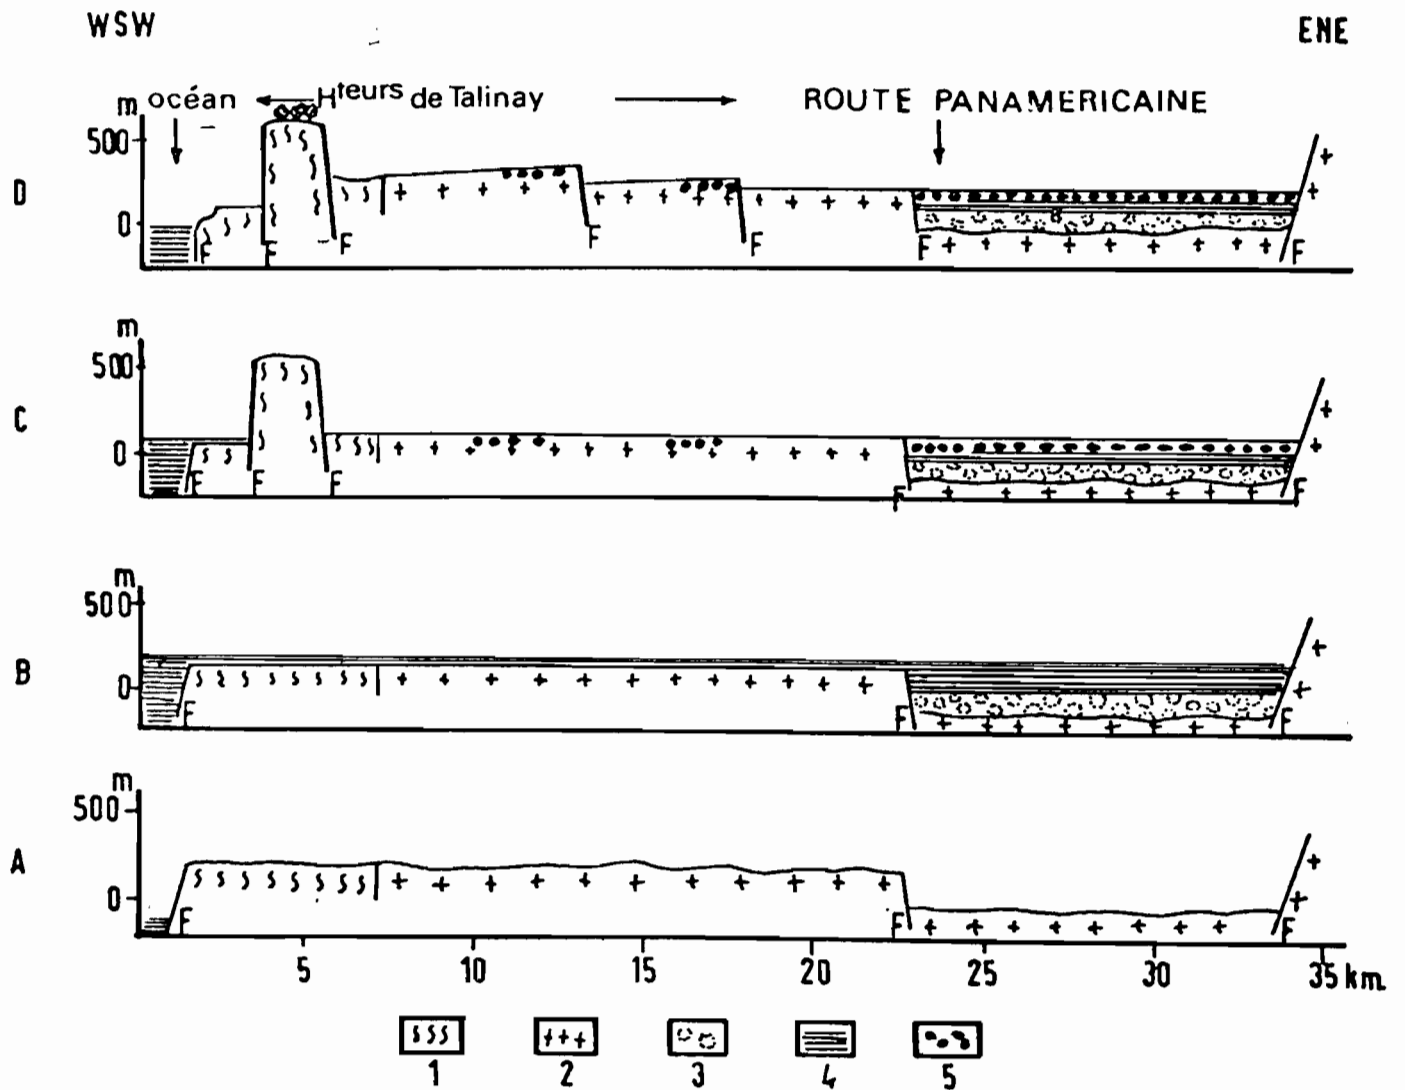 WSW ENE
m océan Hteurs de Talinay ROUTE PANAMERICAINE
500
D
0
F F F F F F F
m
500
C
0
F F F F F
m
500
B
0
F F F
m
500
A
0
F F F
5 10 15 20 25 30 35 km
1 2 3 4 5